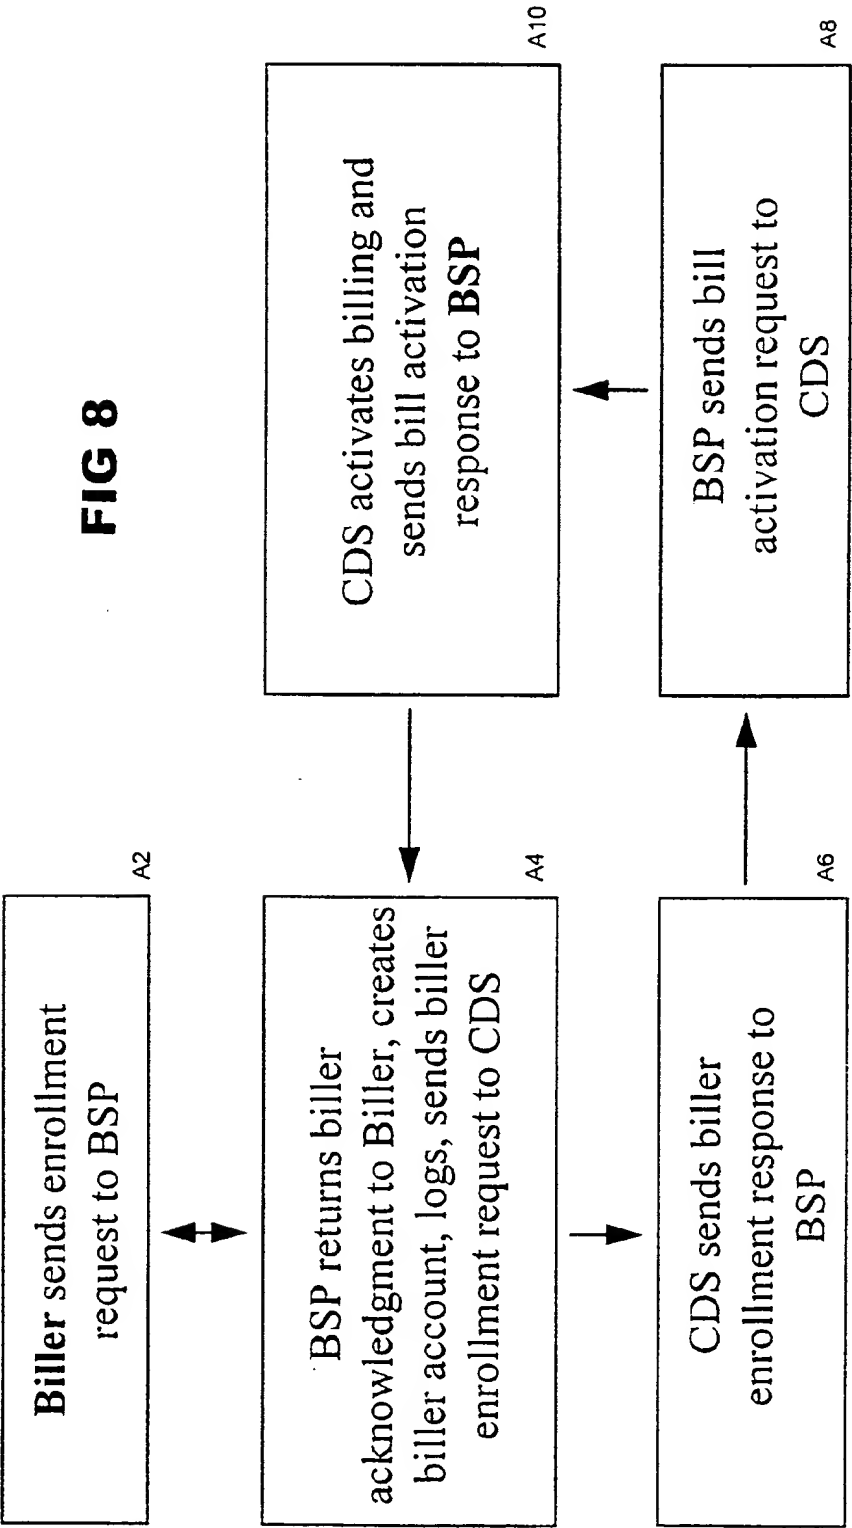 FIG 8
Biller sends enrollment
request to BSP
A2
BSP returns biller
acknowledgment to Biller, creates
biller account, logs, sends biller
enrollment request to CDS
A4
CDS sends biller
enrollment response to
BSP
A6
BSP sends bill
activation request to
CDS
A8
CDS activates billing and
sends bill activation
response to BSP
A10